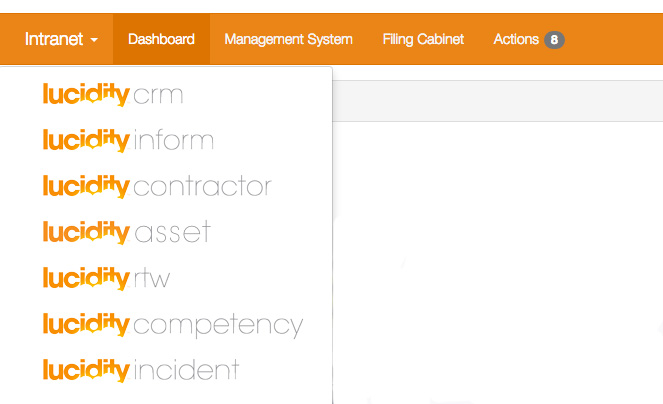 Intranet Dashboard Management System Filing Cabinet Actions 8
lucidity crm
lucidity inform
lucidity contractor
lucidity asset
lucidity rtw
lucidity competency
lucidity incident